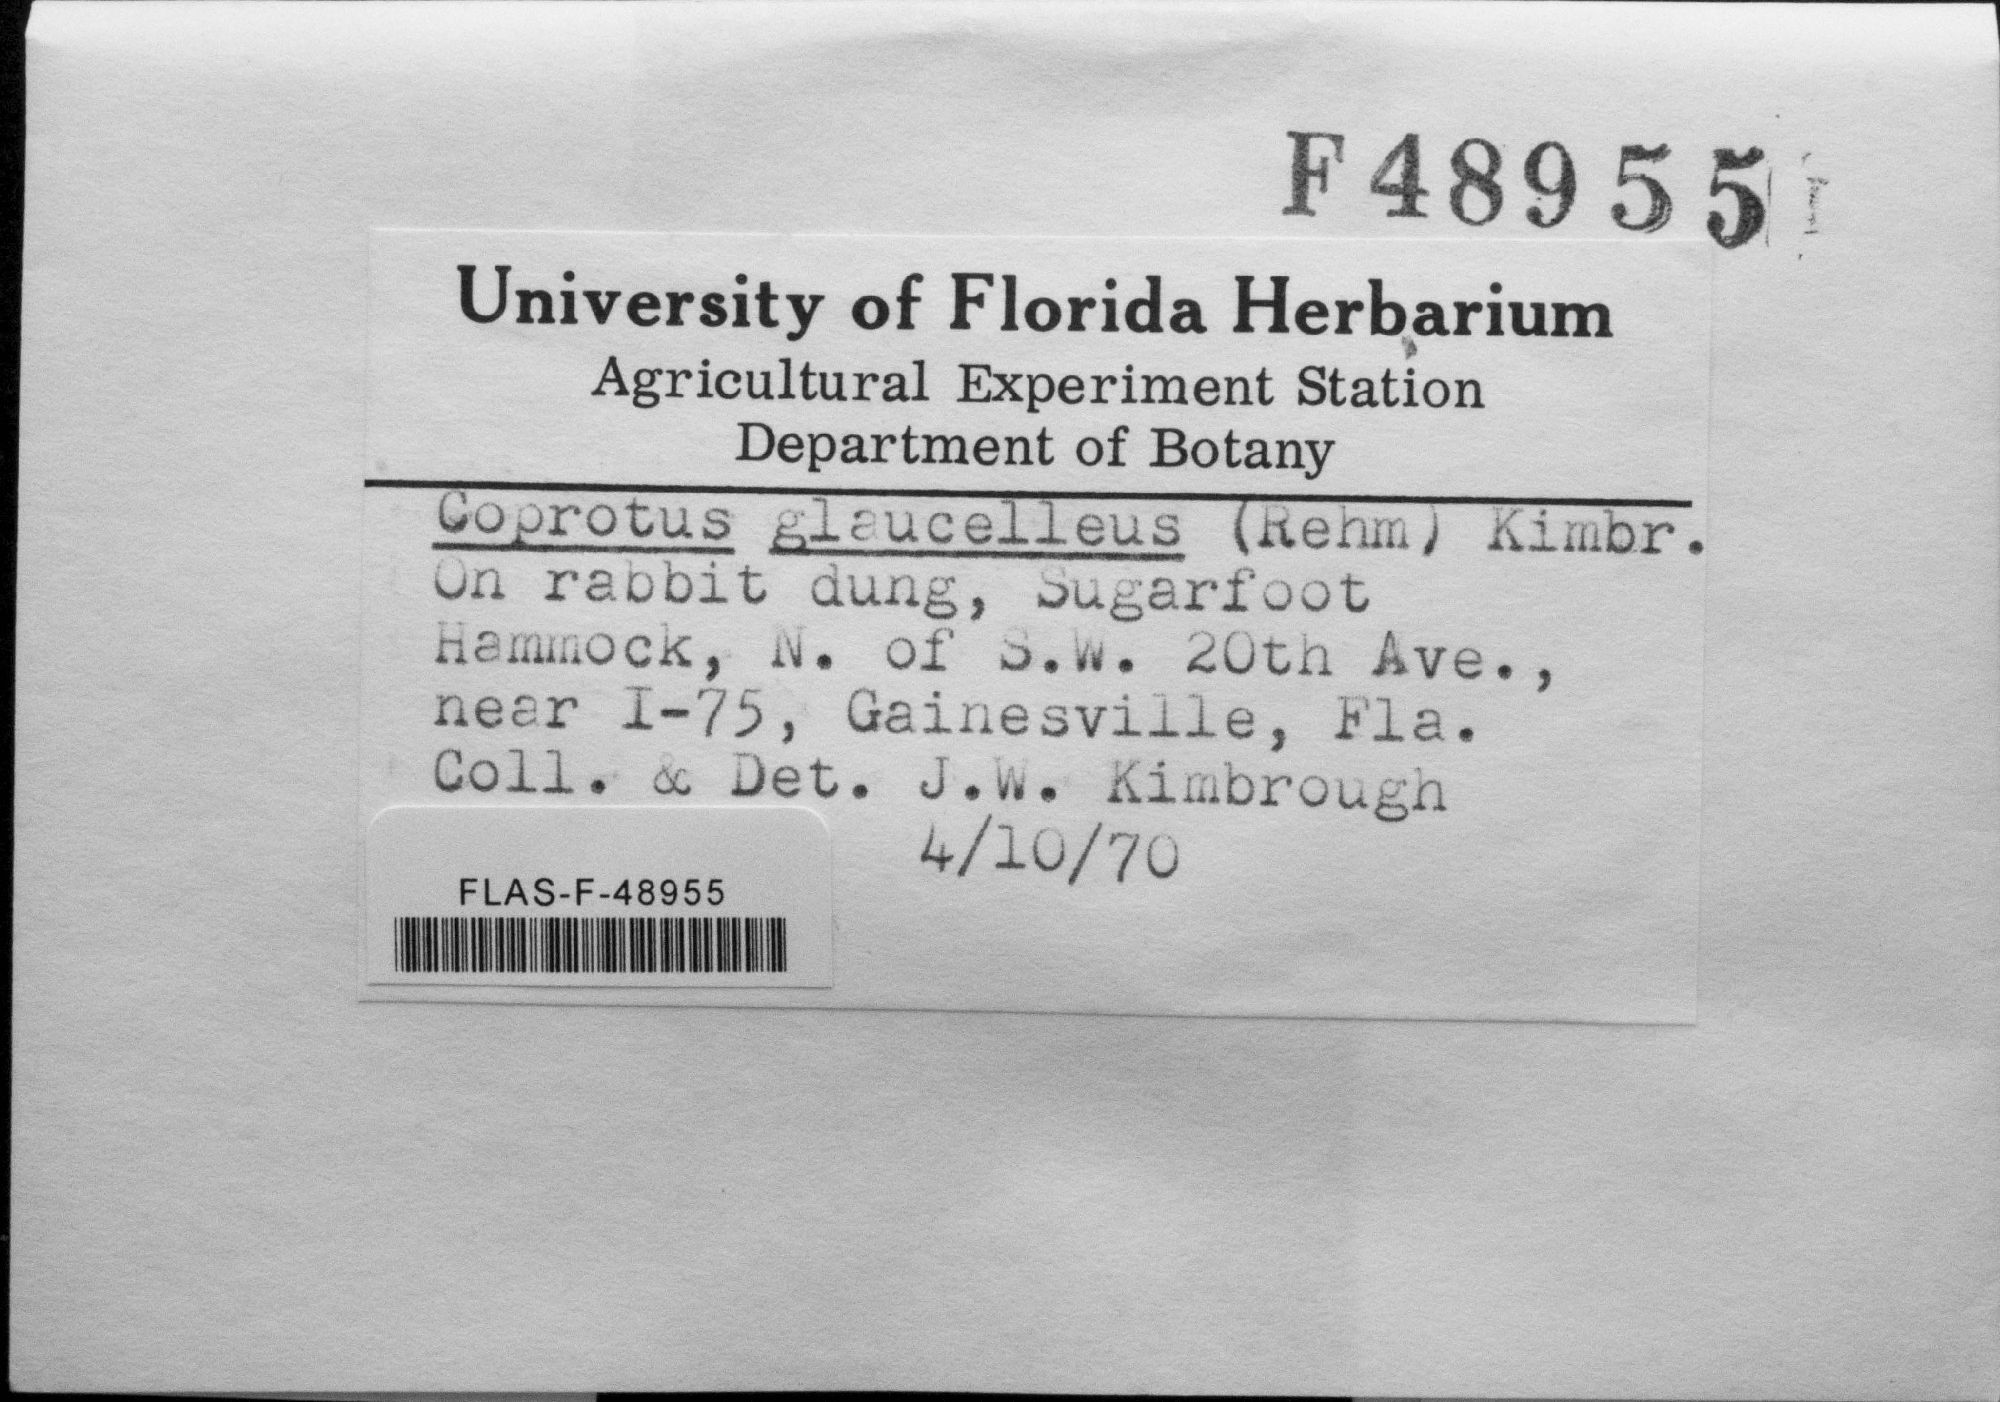 F48955
University of Florida Herbarium
Agricultural Experiment Station
Department of Botany
Coprotus glaucelleus (Rehm) Kimbr.
On rabbit dung, Sugarfoot
Hammock, N. of S.W. 20th Ave.,
near I-75, Gainesville, Fla.
Coll. & Det. J.W. Kimbrough
4/10/70
FLAS-F-48955